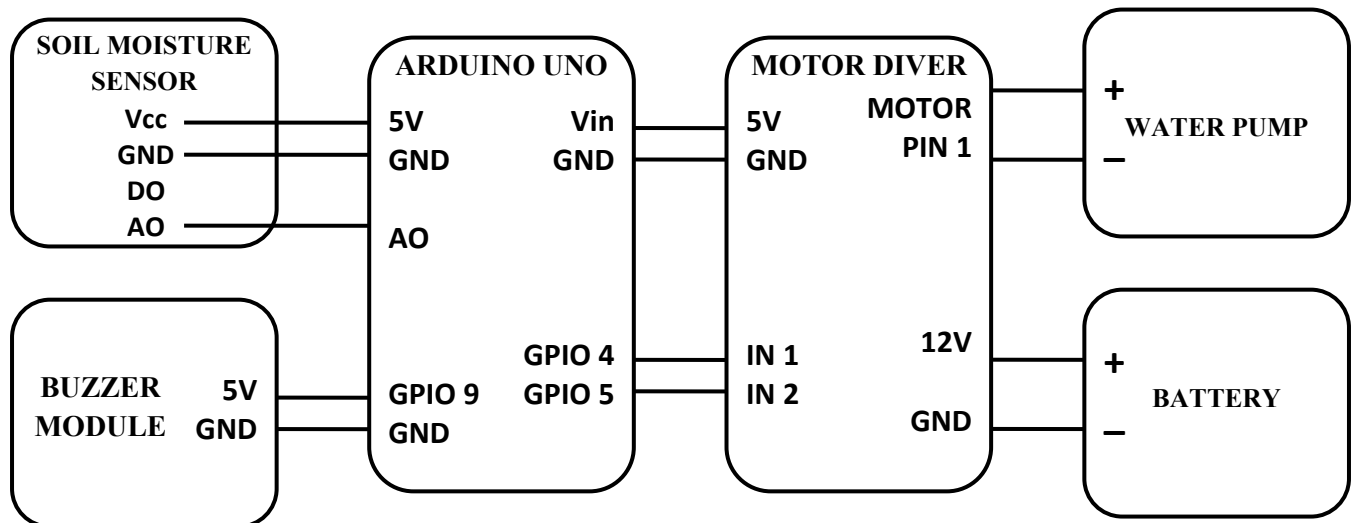 SOIL MOISTURE
SENSOR
Vcc
GND
DO
AO
BUZZER
MODULE
5V
GND
ARDUINO UNO
5V
GND
AO
GPIO 9
GND
Vin
GND
GPIO 4
GPIO 5
MOTOR DIVER
5V
GND
IN 1
IN 2
MOTOR
PIN 1
12V
GND
+
WATER PUMP
–
+
BATTERY
–